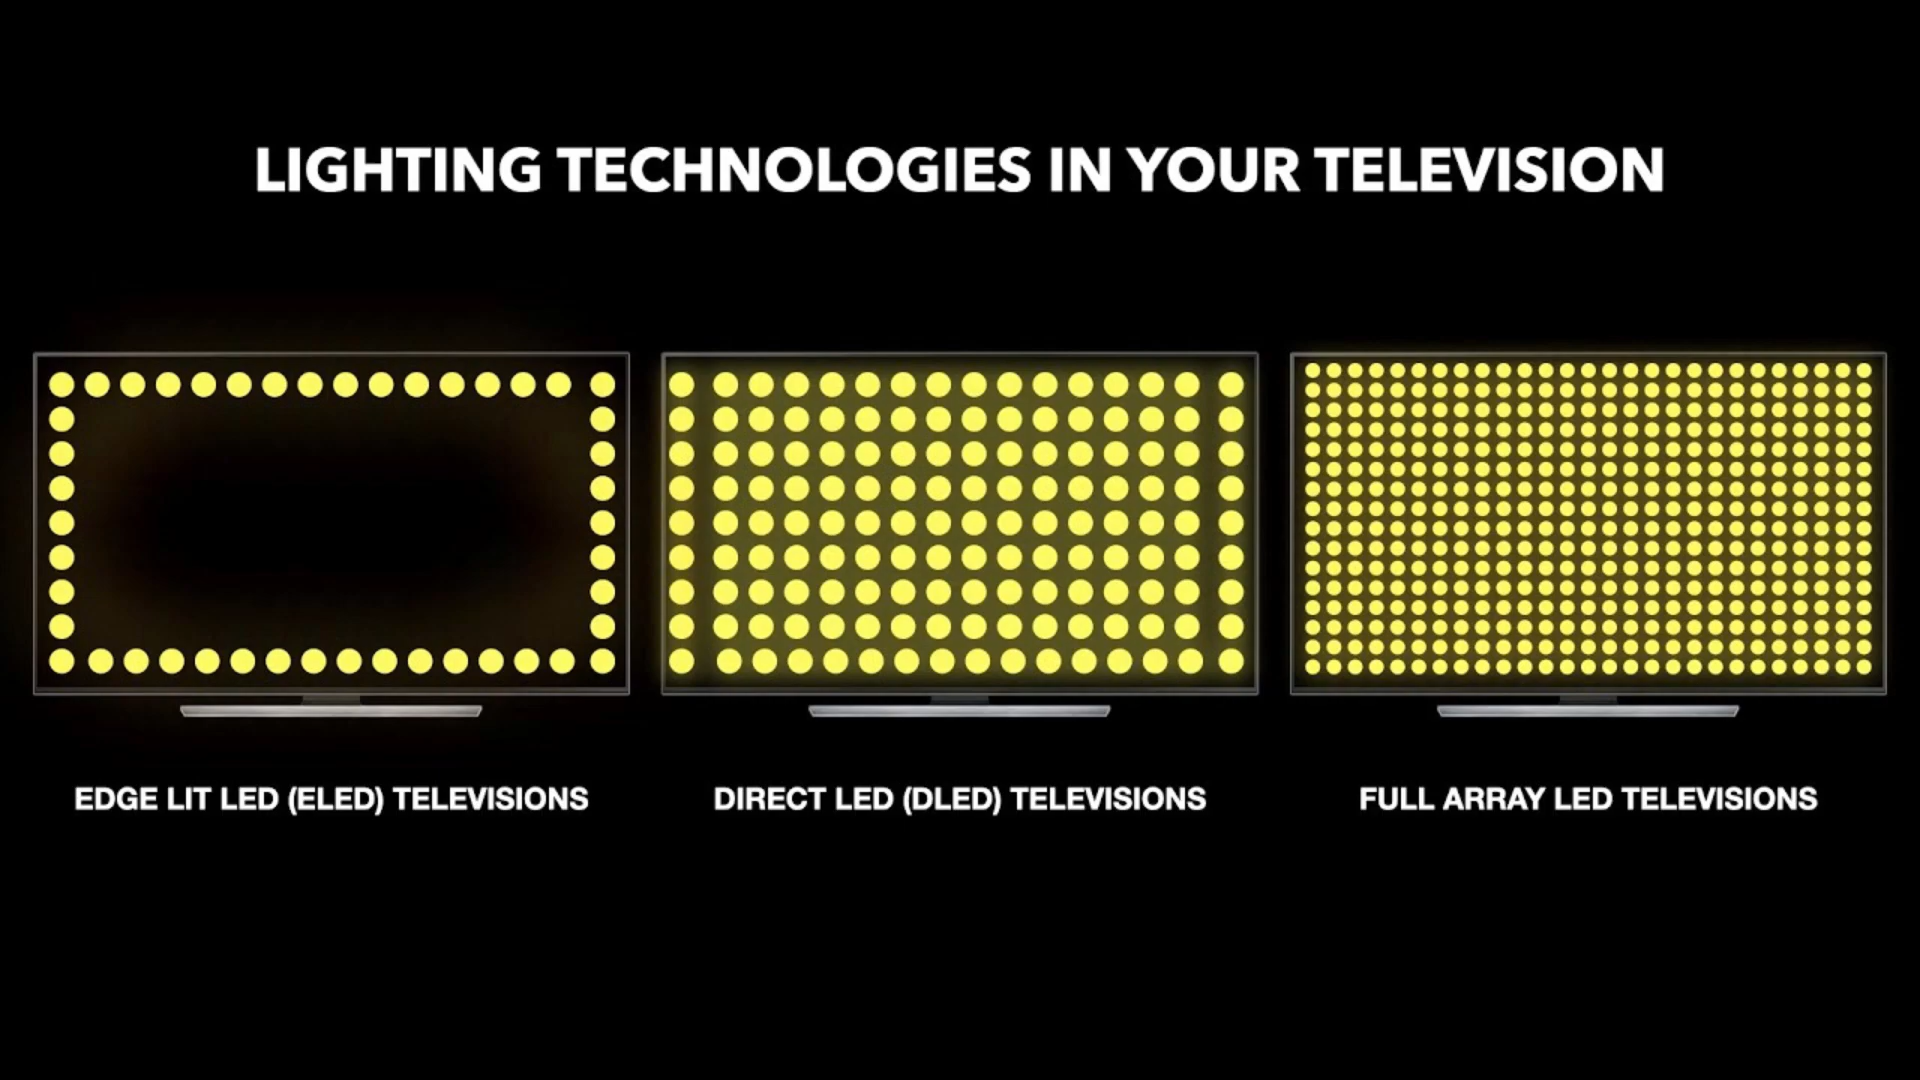 LIGHTING TECHNOLOGIES IN YOUR TELEVISION
EDGE LIT LED (ELED) TELEVISIONS
DIRECT LED (DLED) TELEVISIONS
FULL ARRAY LED TELEVISIONS